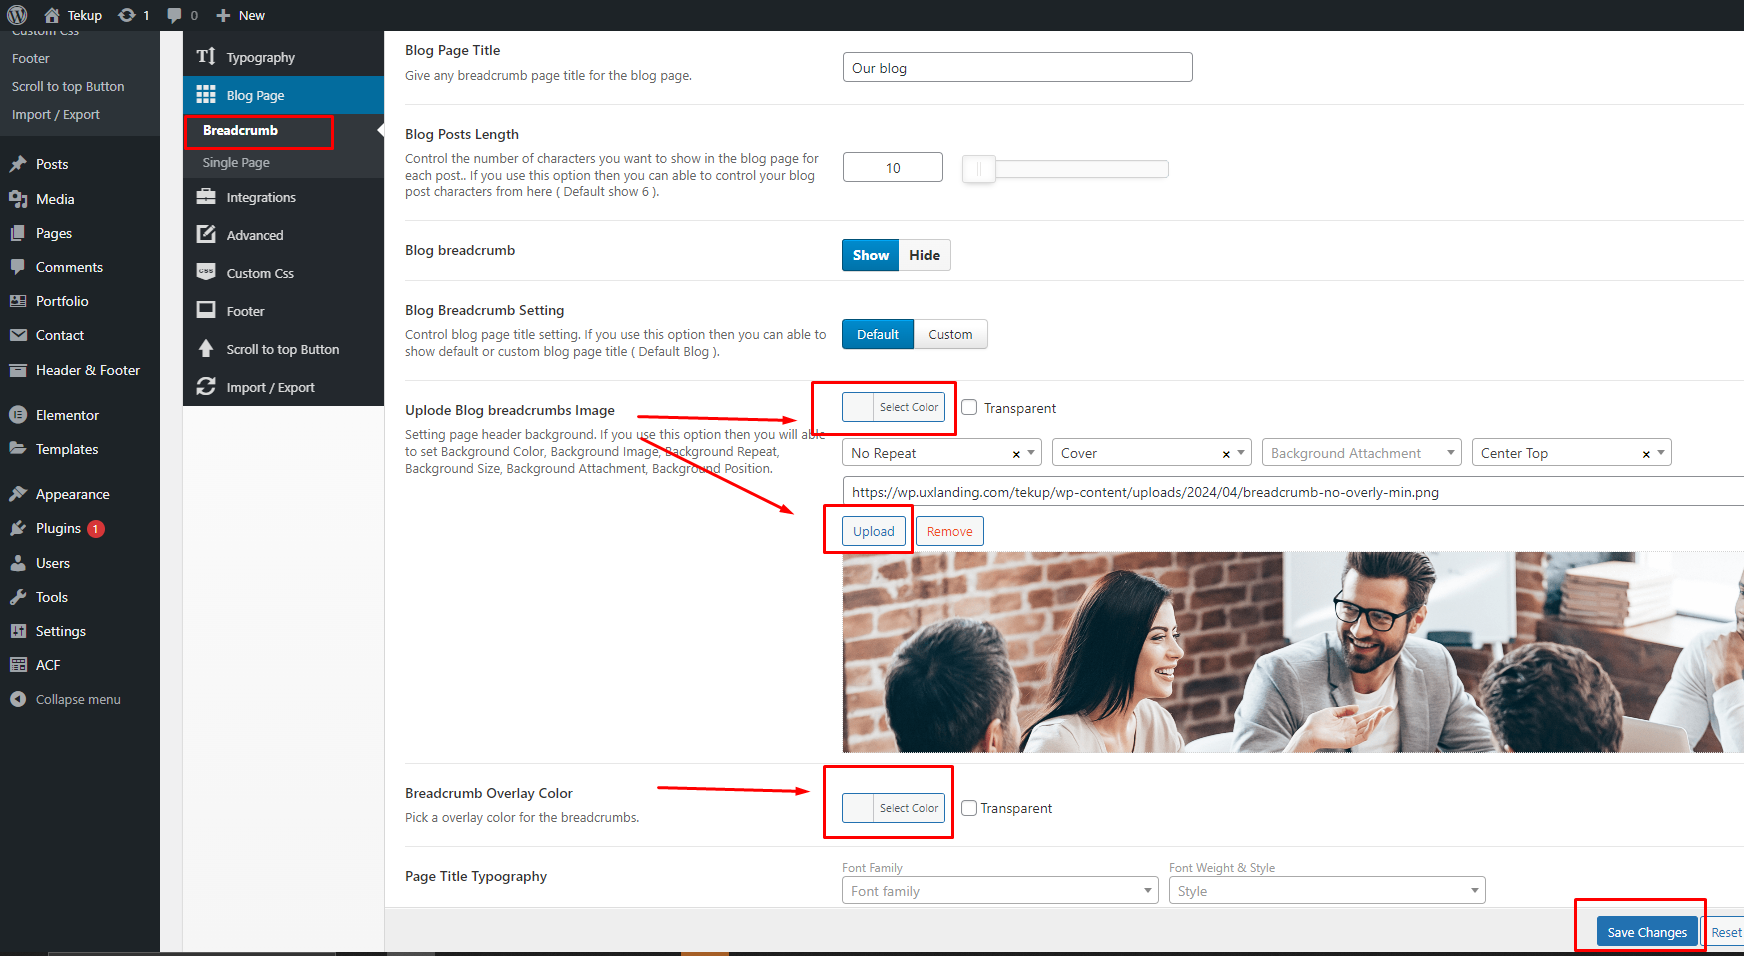 Tekup
1
0
New
Custom Css
Footer
Scroll to top Button
Import / Export
Posts
Media
Pages
Comments
Portfolio
Contact
Header & Footer
Elementor
Templates
Appearance
Plugins 1
Users
Tools
Settings
ACF
Collapse menu
Typography
Blog Page
Breadcrumb
Single Page
Integrations
Advanced
Custom Css
Footer
Scroll to top Button
Import / Export
Blog Page Title
Give any breadcrumb page title for the blog page.
Our blog
Blog Posts Length
Control the number of characters you want to show in the blog page for
each post.. If you use this option then you can able to control your blog
post characters from here ( Default show 6 ).
10
Blog breadcrumb
Show Hide
Blog Breadcrumb Setting
Control blog page title setting. If you use this option then you can able to
show default or custom blog page title ( Default Blog ).
Default Custom
Uplode Blog breadcrumbs Image
Setting page header background. If you use this option then you will able
to set Background Color, Background Image, Background Repeat,
Background Size, Background Attachment, Background Position.
Select Color Transparent
No Repeat × Cover × Background Attachment Center Top ×
https://wp.uxlanding.com/tekup/wp-content/uploads/2024/04/breadcrumb-no-overly-min.png
Upload Remove
Breadcrumb Overlay Color
Pick a overlay color for the breadcrumbs.
Select Color Transparent
Page Title Typography
Font Family Font Weight & Style
Font family Style
Save Changes Reset